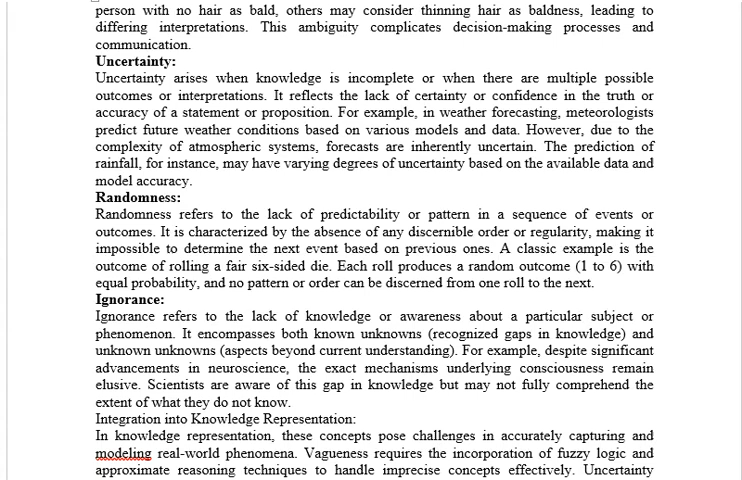 person with no hair as bald, others may consider thinning hair as baldness, leading to
differing interpretations. This ambiguity complicates decision-making processes and
communication.
Uncertainty:
Uncertainty arises when knowledge is incomplete or when there are multiple possible
outcomes or interpretations. It reflects the lack of certainty or confidence in the truth or
accuracy of a statement or proposition. For example, in weather forecasting, meteorologists
predict future weather conditions based on various models and data. However, due to the
complexity of atmospheric systems, forecasts are inherently uncertain. The prediction of
rainfall, for instance, may have varying degrees of uncertainty based on the available data and
model accuracy.
Randomness:
Randomness refers to the lack of predictability or pattern in a sequence of events or
outcomes. It is characterized by the absence of any discernible order or regularity, making it
impossible to determine the next event based on previous ones. A classic example is the
outcome of rolling a fair six-sided die. Each roll produces a random outcome (1 to 6) with
equal probability, and no pattern or order can be discerned from one roll to the next.
Ignorance:
Ignorance refers to the lack of knowledge or awareness about a particular subject or
phenomenon. It encompasses both known unknowns (recognized gaps in knowledge) and
unknown unknowns (aspects beyond current understanding). For example, despite significant
advancements in neuroscience, the exact mechanisms underlying consciousness remain
elusive. Scientists are aware of this gap in knowledge but may not fully comprehend the
extent of what they do not know.
Integration into Knowledge Representation:
In knowledge representation, these concepts pose challenges in accurately capturing and
modeling real-world phenomena. Vagueness requires the incorporation of fuzzy logic and
approximate reasoning techniques to handle imprecise concepts effectively. Uncertainty